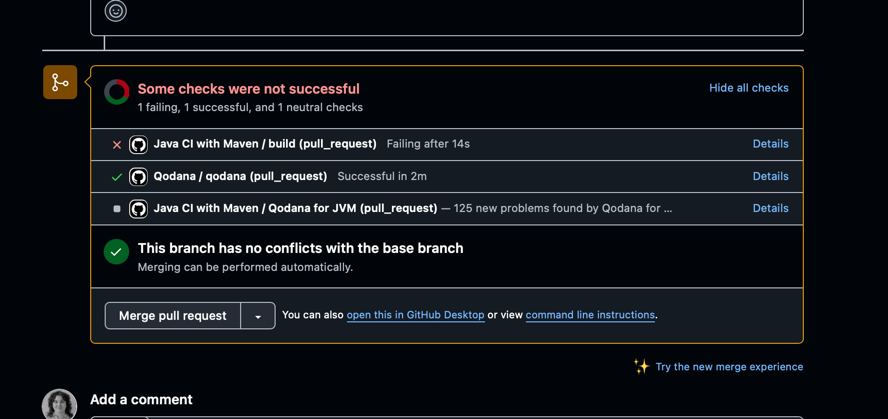 Some checks were not successful
Hide all checks
1 failing, 1 successful, and 1 neutral checks
Java CI with Maven / build (pull_request) Failing after 14s Details
Qodana / qodana (pull_request) Successful in 2m Details
Java CI with Maven / Qodana for JVM (pull_request) — 125 new problems found by Qodana for ... Details
This branch has no conflicts with the base branch
Merging can be performed automatically.
Merge pull request You can also open this in GitHub Desktop or view command line instructions.
Try the new merge experience
Add a comment